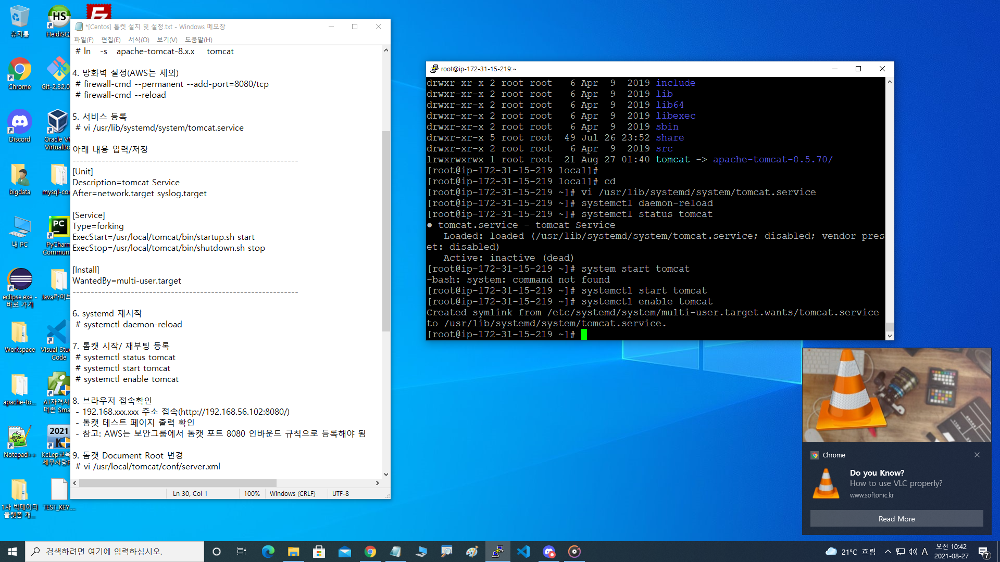 휴지통
HeidiSQ
Chrome
Git-2.32.0
Discord
Oracle VM
VirtualBo
bigdata
mysql-con
내 PC
PyCharm
Commun
eclipse.exe -
바로 가기
Java라이브
Workspace
Visual Stud
Code
apache-to...
AT자격시
더존 Sma
Notepad++
KcLep교육
세무사랑P
1차 빅데이터
플랫폼 개...
TEST_KEY....
*[Centos] 톰켓 설치 및 설정.txt - Windows 메모장
파일(F) 편집(E) 서식(O) 보기(V) 도움말(H)
# ln -s apache-tomcat-8.x.x tomcat
4. 방화벽 설정(AWS는 제외)
# firewall-cmd --permanent --add-port=8080/tcp
# firewall-cmd --reload
5. 서비스 등록
# vi /usr/lib/systemd/system/tomcat.service
아래 내용 입력/저장
--------------------------------------------------------------
[Unit]
Description=tomcat Service
After=network.target syslog.target
[Service]
Type=forking
ExecStart=/usr/local/tomcat/bin/startup.sh start
ExecStop=/usr/local/tomcat/bin/shutdown.sh stop
[Install]
WantedBy=multi-user.target
--------------------------------------------------------------
6. systemd 재시작
# systemctl daemon-reload
7. 톰캣 시작/ 재부팅 등록
# systemctl status tomcat
# systemctl start tomcat
# systemctl enable tomcat
8. 브라우저 접속확인
- 192.168.xxx.xxx 주소 접속(http://192.168.56.102:8080/)
- 톰캣 테스트 페이지 출력 확인
- 참고: AWS는 보안그룹에서 톰캣 포트 8080 인바운드 규칙으로 등록해야 됨
9. 톰캣 Document Root 변경
# vi /usr/local/tomcat/conf/server.xml
Ln 30, Col 1 100% Windows (CRLF) UTF-8
root@ip-172-31-15-219:~
drwxr-xr-x 2 root root 6 Apr 9 2019 include
drwxr-xr-x 2 root root 6 Apr 9 2019 lib
drwxr-xr-x 2 root root 6 Apr 9 2019 lib64
drwxr-xr-x 2 root root 6 Apr 9 2019 libexec
drwxr-xr-x 2 root root 6 Apr 9 2019 sbin
drwxr-xr-x 5 root root 49 Jul 26 23:52 share
drwxr-xr-x 2 root root 6 Apr 9 2019 src
lrwxrwxrwx 1 root root 21 Aug 27 01:40 tomcat -> apache-tomcat-8.5.70/
[root@ip-172-31-15-219 local]#
[root@ip-172-31-15-219 local]# cd
[root@ip-172-31-15-219 ~]# vi /usr/lib/systemd/system/tomcat.service
[root@ip-172-31-15-219 ~]# systemctl daemon-reload
[root@ip-172-31-15-219 ~]# systemctl status tomcat
● tomcat.service - tomcat Service
Loaded: loaded (/usr/lib/systemd/system/tomcat.service; disabled; vendor pres
et: disabled)
Active: inactive (dead)
[root@ip-172-31-15-219 ~]# system start tomcat
-bash: system: command not found
[root@ip-172-31-15-219 ~]# systemctl start tomcat
[root@ip-172-31-15-219 ~]# systemctl enable tomcat
Created symlink from /etc/systemd/system/multi-user.target.wants/tomcat.service
to /usr/lib/systemd/system/tomcat.service.
[root@ip-172-31-15-219 ~]#
Chrome
Do you Know?
How to use VLC properly?
www.softonic.kr
Read More
검색하려면 여기에 입력하십시오.
21°C 흐림
A
오전 10:42
2021-08-27
7